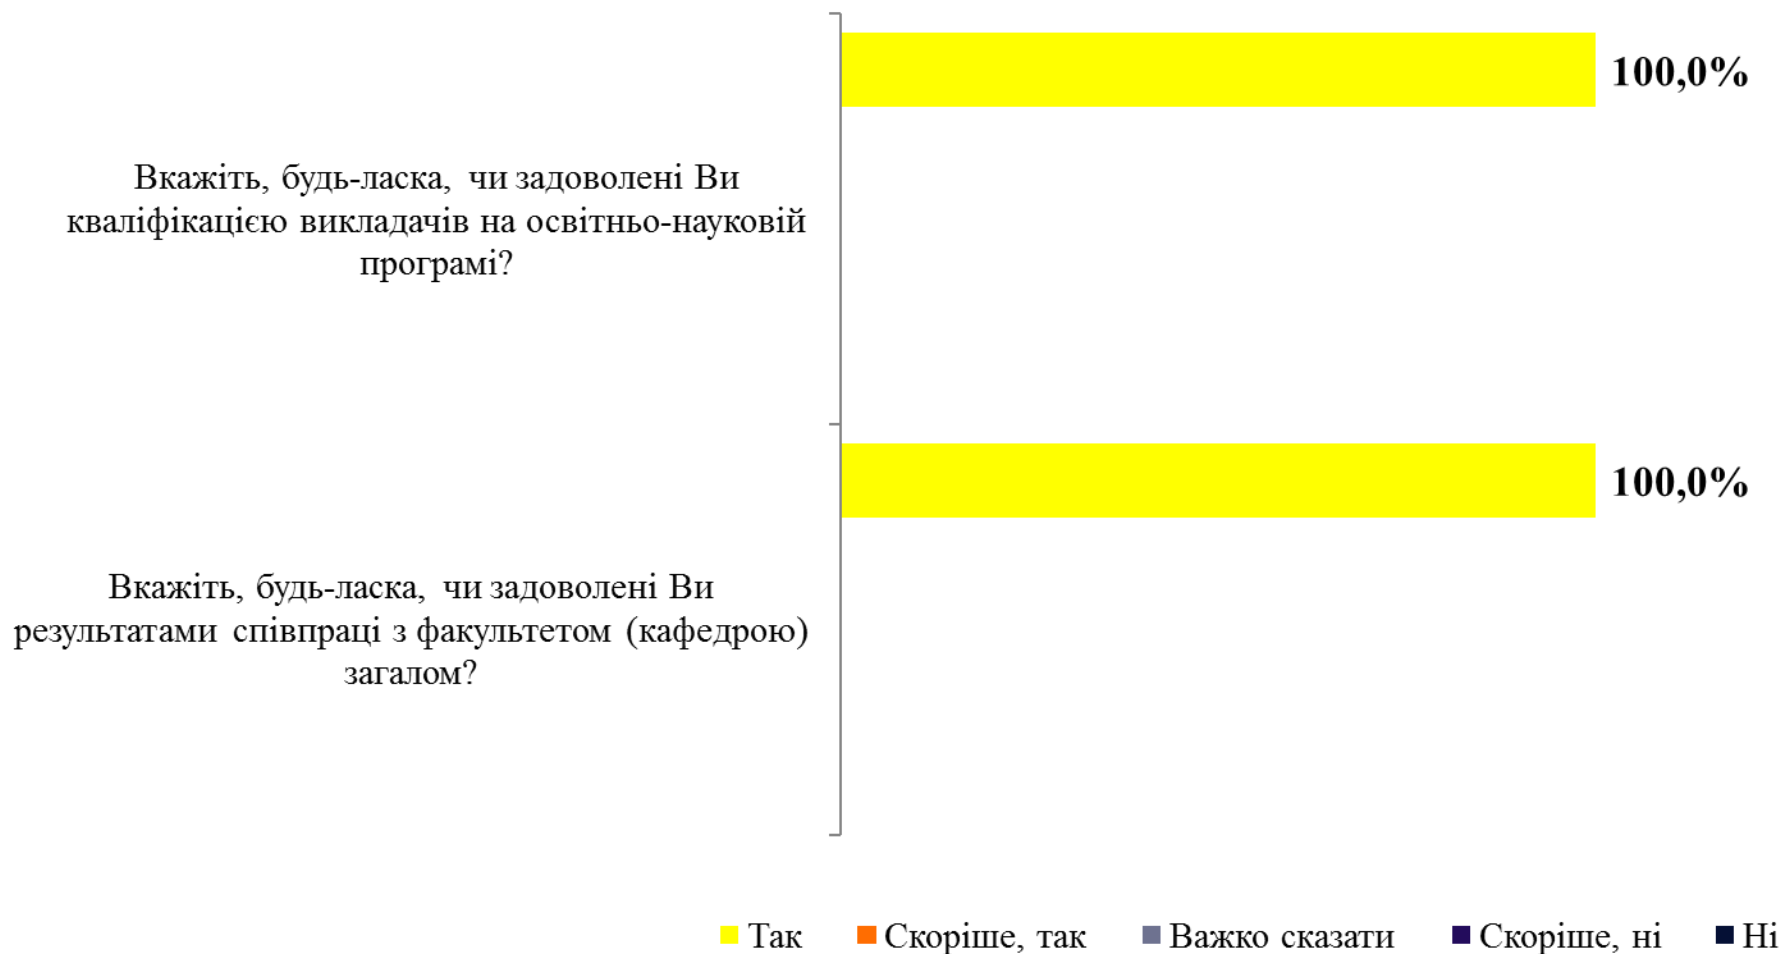 100,0%
Вкажіть, будь-ласка, чи задоволені Ви
кваліфікацією викладачів на освітньо-науковій
програмі?
100,0%
Вкажіть, будь-ласка, чи задоволені Ви
результатами співпраці з факультетом (кафедрою)
загалом?
Так Скоріше, так Важко сказати Скоріше, ні Ні